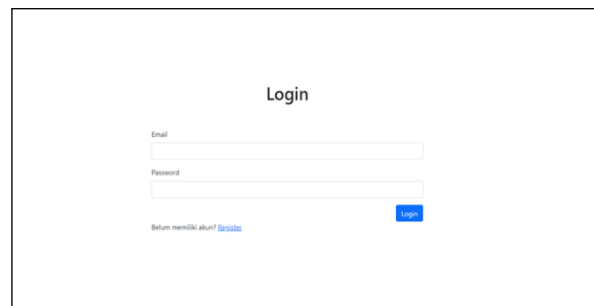 Login
Email
Password
Login
Belum memiliki akun? Register